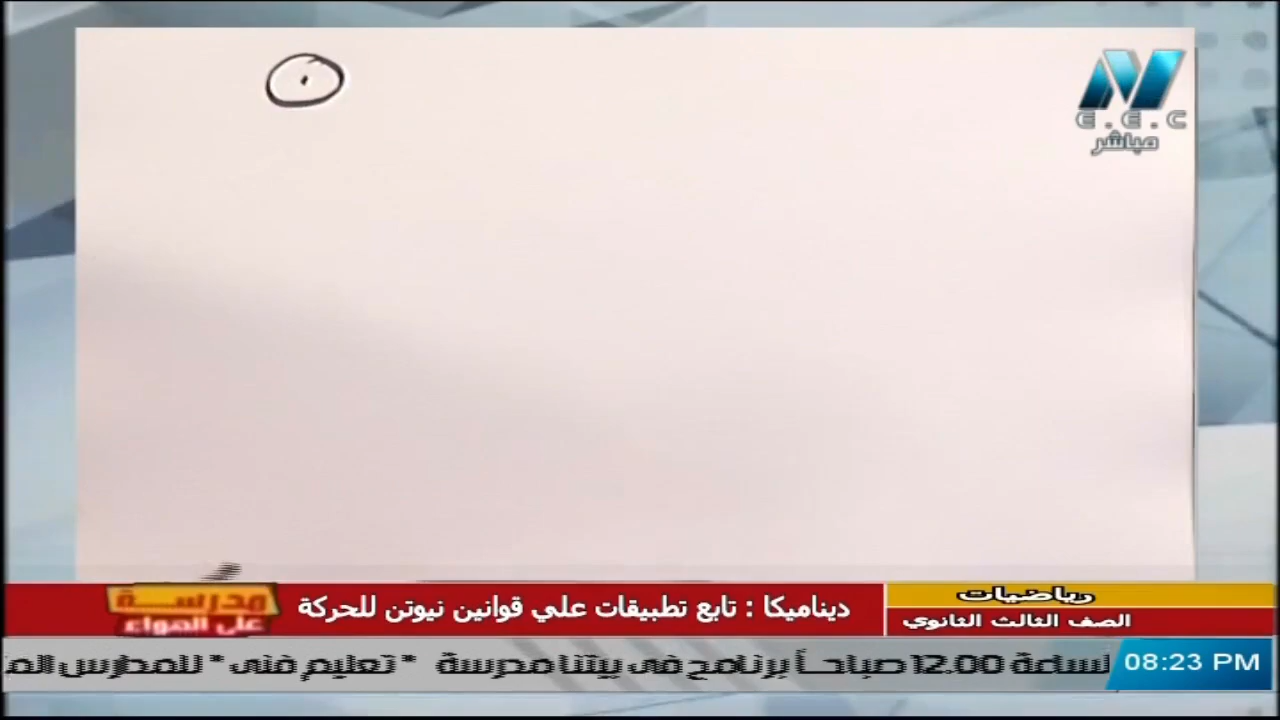 E.E.C
مباشر
رياضيات
الصف الثالث الثانوي
ديناميكا : تابع تطبيقات علي قوانين نيوتن للحركة
مدرسة
على الهواء
08:23 PM
لساعة 12.00 صباحاً برنامج فى بيتنا مدرسة * تعليم فنى * للمدارس